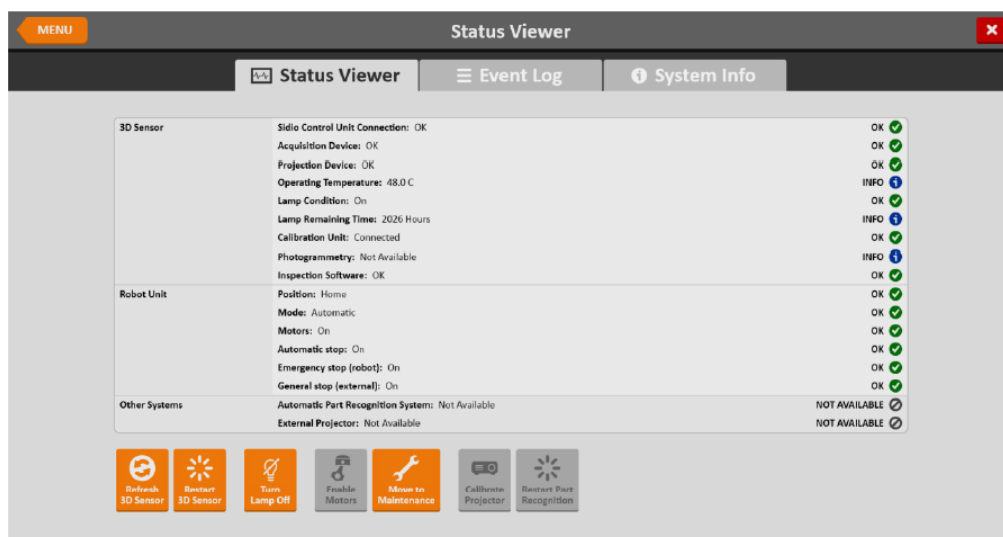 MENU
Status Viewer
Status Viewer
Event Log
System Info
3D Sensor
Sidio Control Unit Connection: OK OK
Acquisition Device: OK OK
Projection Device: OK OK
Operating Temperature: 48.0 C INFO
Lamp Condition: On OK
Lamp Remaining Time: 2026 Hours INFO
Calibration Unit: Connected OK
Photogrammetry: Not Available INFO
Inspection Software: OK OK
Robot Unit
Position: Home OK
Mode: Automatic OK
Motors: On OK
Automatic stop: On OK
Emergency stop (robot): On OK
General stop (external): On OK
Other Systems
Automatic Part Recognition System: Not Available NOT AVAILABLE
External Projector: Not Available NOT AVAILABLE
Refresh
3D Sensor
Restart
3D Sensor
Turn
Lamp Off
Enable
Motors
Move to
Maintenance
Calibrate
Projector
Restart Part
Recognition